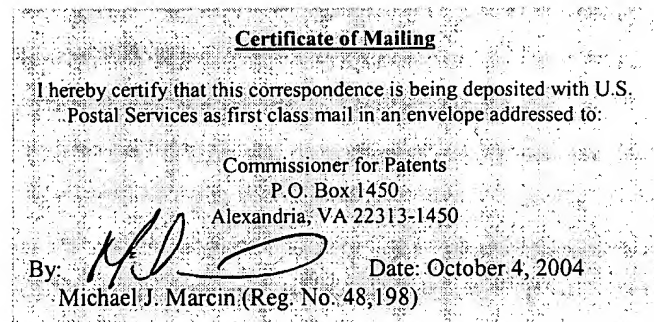 Certificate of Mailing
I hereby certify that this correspondence is being deposited with U.S.
Postal Services as first class mail in an envelope addressed to:
Commissioner for Patents
P.O. Box 1450
Alexandria, VA 22313-1450
By: Date: October 4, 2004
Michael J. Marcin (Reg. No. 48,198)